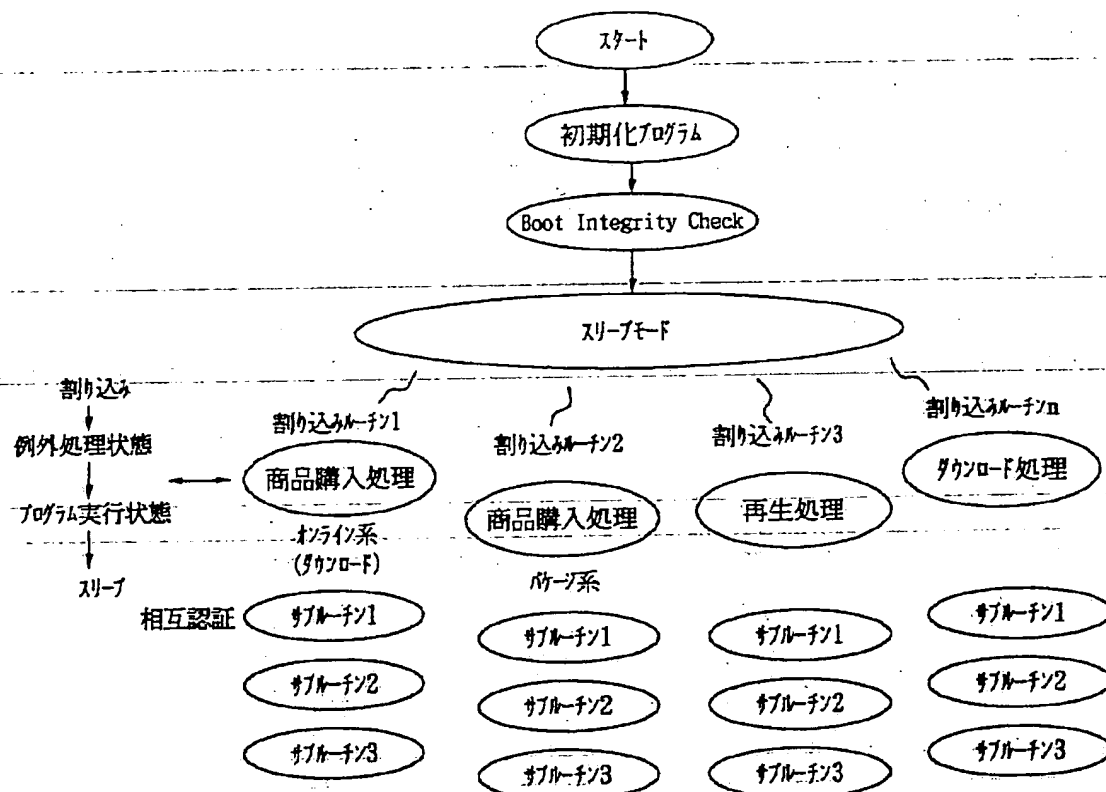 スタート
初期化プログラム
Boot Integrity Check
スリープモード
割り込み
例外処理状態
プログラム実行状態
スリープ
割り込みルーチン1
商品購入処理
オンライン系
(ダウンロード)
相互認証
サブルーチン1
サブルーチン2
サブルーチン3
割り込みルーチン2
商品購入処理
パケージ系
サブルーチン1
サブルーチン2
サブルーチン3
割り込みルーチン3
再生処理
サブルーチン1
サブルーチン2
サブルーチン3
割り込みルーチンn
ダウンロード処理
サブルーチン1
サブルーチン2
サブルーチン3